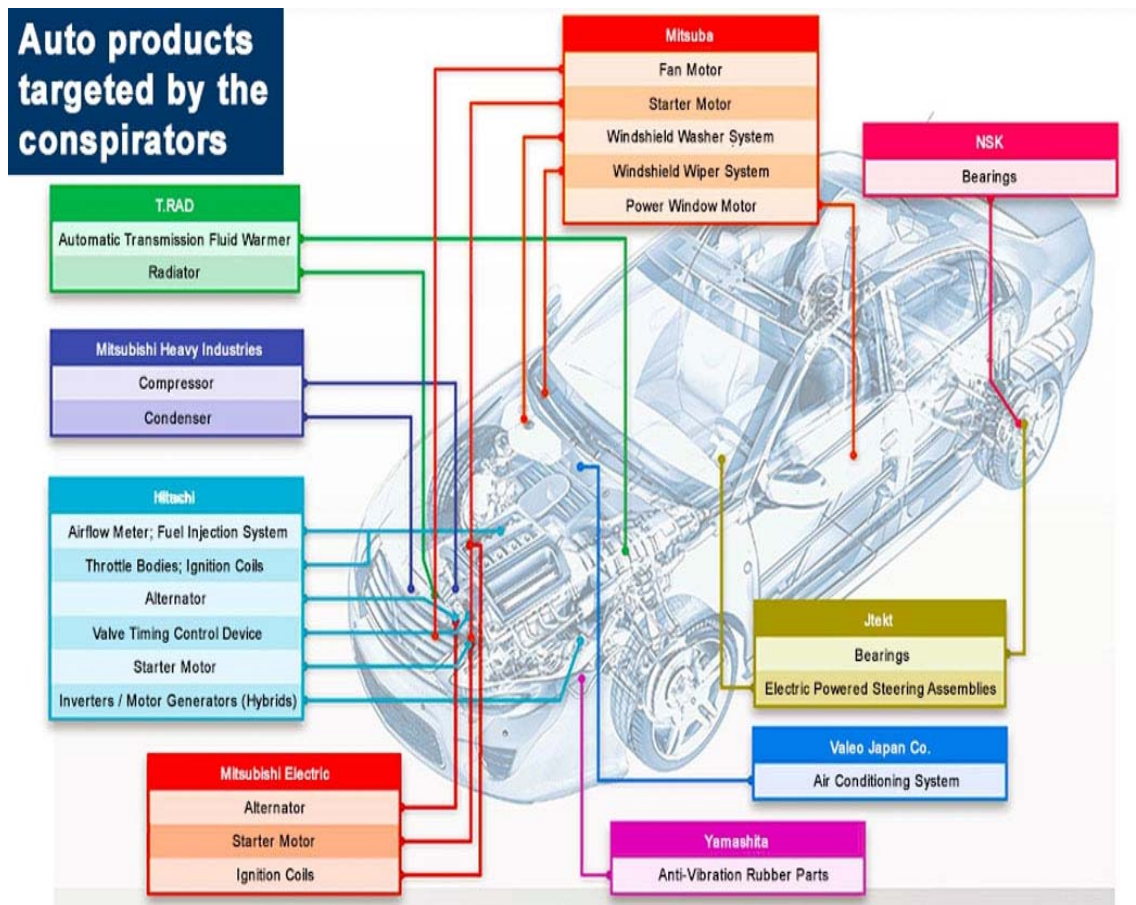 Auto products
targeted by the
conspirators
Mitsuba
Fan Motor
Starter Motor
Windshield Washer System
Windshield Wiper System
Power Window Motor
NSK
Bearings
T.RAD
Automatic Transmission Fluid Warmer
Radiator
Mitsubishi Heavy Industries
Compressor
Condenser
Hitachi
Airflow Meter; Fuel Injection System
Throttle Bodies; Ignition Coils
Alternator
Valve Timing Control Device
Starter Motor
Inverters / Motor Generators (Hybrids)
Jtekt
Bearings
Electric Powered Steering Assemblies
Valeo Japan Co.
Air Conditioning System
Mitsubishi Electric
Alternator
Starter Motor
Ignition Coils
Yamashita
Anti-Vibration Rubber Parts